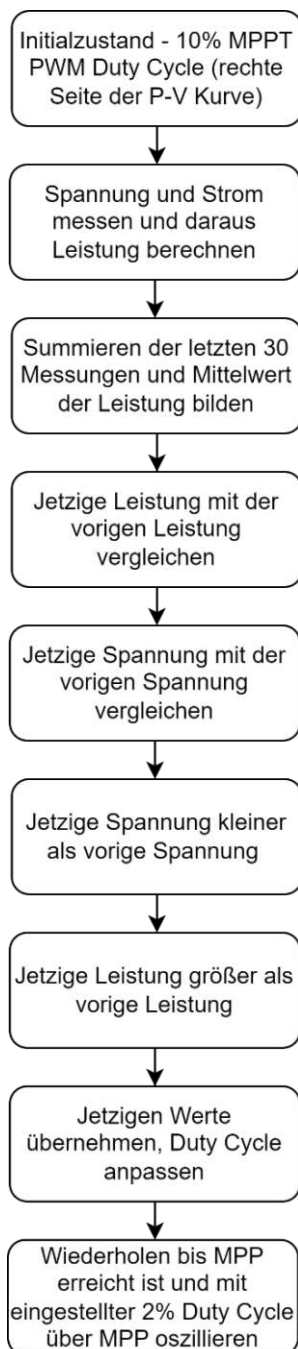 Initialzustand - 10% MPPT
PWM Duty Cycle (rechte
Seite der P-V Kurve)
Spannung und Strom
messen und daraus
Leistung berechnen
Summieren der letzten 30
Messungen und Mittelwert
der Leistung bilden
Jetzige Leistung mit der
vorigen Leistung
vergleichen
Jetzige Spannung mit der
vorigen Spannung
vergleichen
Jetzige Spannung kleiner
als vorige Spannung
Jetzige Leistung größer als
vorige Leistung
Jetzigen Werte
übernehmen, Duty Cycle
anpassen
Wiederholen bis MPP
erreicht ist und mit
eingestellter 2% Duty Cycle
über MPP oszillieren